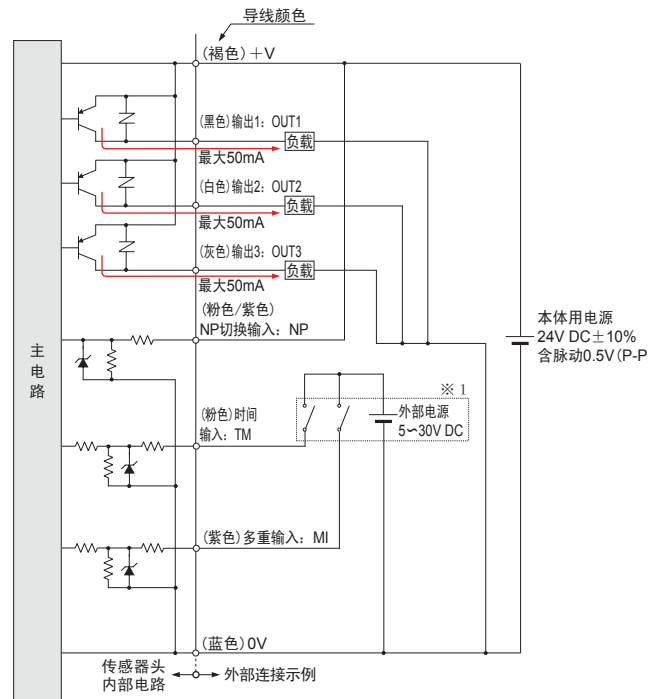 导线颜色
(褐色)+V
(黑色)输出1：OUT1
负载
最大50mA
(白色)输出2：OUT2
负载
最大50mA
(灰色)输出3：OUT3
负载
最大50mA
(粉色/紫色)
NP切换输入：NP
本体用电源
24V DC±10%
含脉动0.5V(P-P
主电路
※1
(粉色)时间
输入：TM
外部电源
5～30V DC
(紫色)多重输入：MI
(蓝色)0V
传感器头
内部电路
外部连接示例